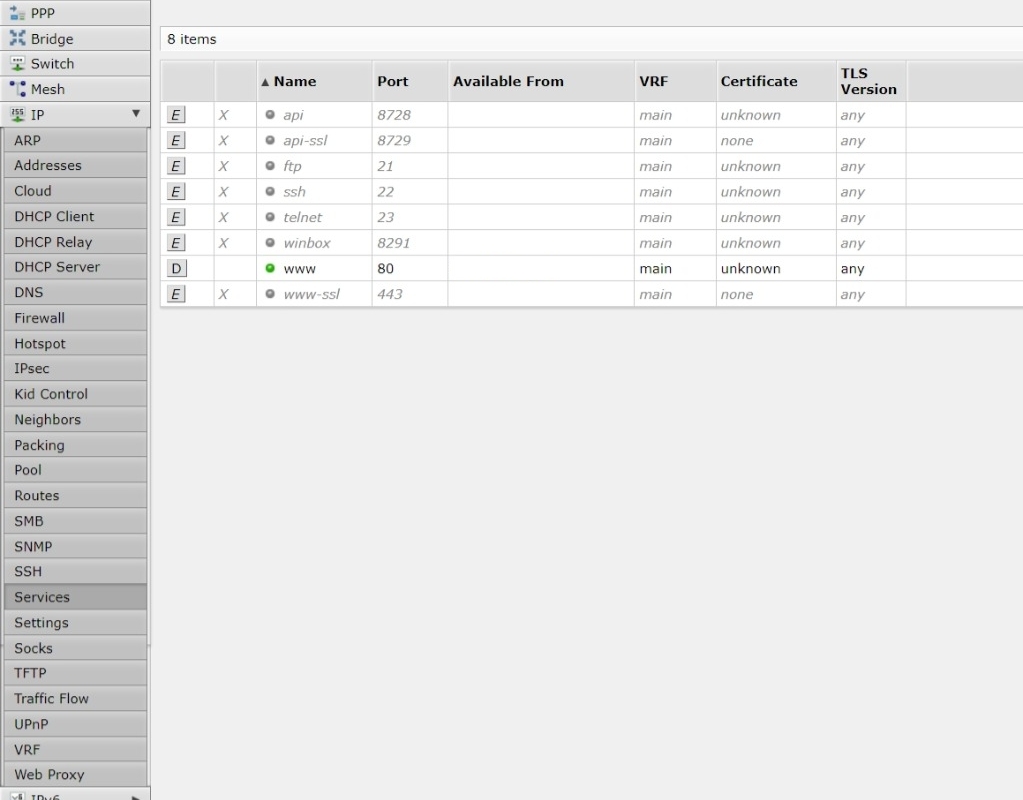 PPP
Bridge
Switch
Mesh
255 IP ▼
ARP
Addresses
Cloud
DHCP Client
DHCP Relay
DHCP Server
DNS
Firewall
Hotspot
IPsec
Kid Control
Neighbors
Packing
Pool
Routes
SMB
SNMP
SSH
Services
Settings
Socks
TFTP
Traffic Flow
UPnP
VRF
Web Proxy
IPv6
8 items
▲ Name Port Available From VRF Certificate TLS Version
E X api 8728 main unknown any
E X api-ssl 8729 main none any
E X ftp 21 main unknown any
E X ssh 22 main unknown any
E X telnet 23 main unknown any
E X winbox 8291 main unknown any
D www 80 main unknown any
E X www-ssl 443 main none any